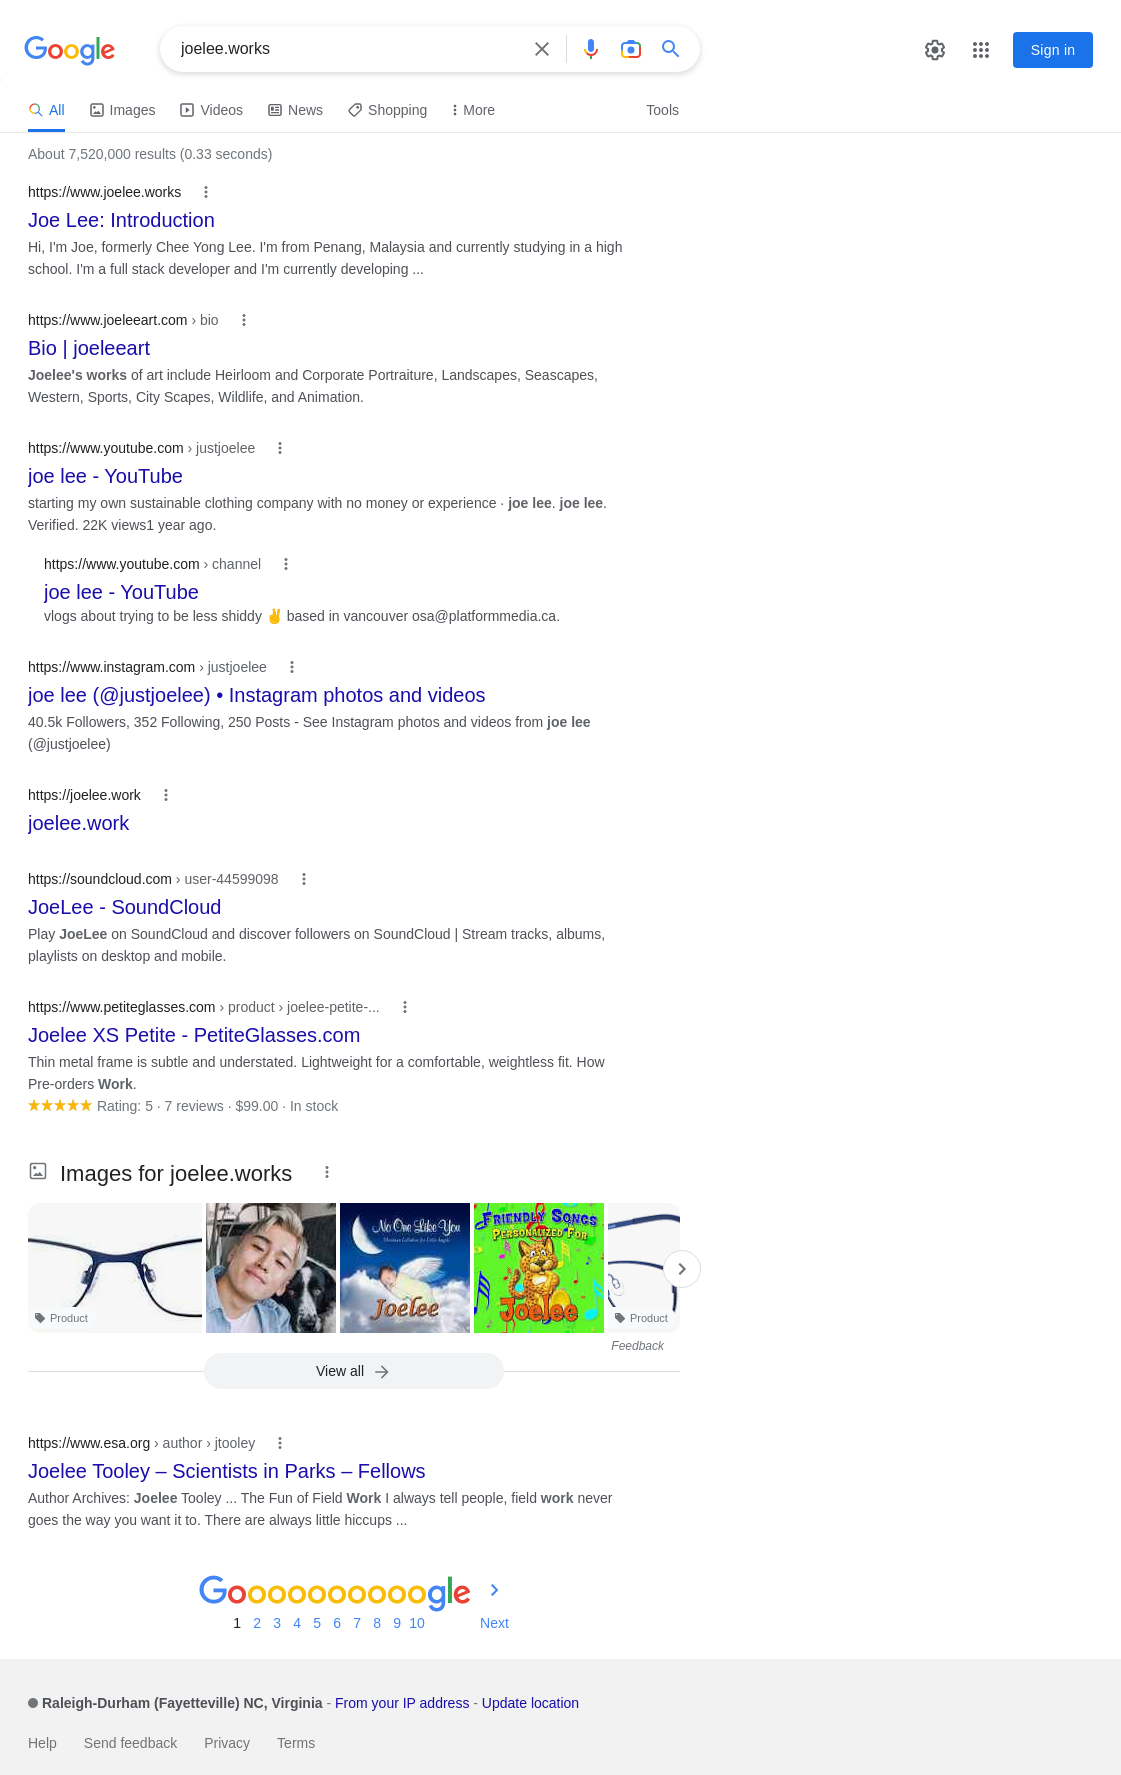 Google
joelee.works
Sign in
All
Images
Videos
News
Shopping
More
Tools
About 7,520,000 results (0.33 seconds)
https://www.joelee.works
Joe Lee: Introduction
Hi, I'm Joe, formerly Chee Yong Lee. I'm from Penang, Malaysia and currently studying in a high
school. I'm a full stack developer and I'm currently developing ...
https://www.joeleeart.com › bio
Bio | joeleeart
Joelee's works of art include Heirloom and Corporate Portraiture, Landscapes, Seascapes,
Western, Sports, City Scapes, Wildlife, and Animation.
https://www.youtube.com › justjoelee
joe lee - YouTube
starting my own sustainable clothing company with no money or experience · joe lee. joe lee.
Verified. 22K views1 year ago.
https://www.youtube.com › channel
joe lee - YouTube
vlogs about trying to be less shiddy ✌️ based in vancouver osa@platformmedia.ca.
https://www.instagram.com › justjoelee
joe lee (@justjoelee) • Instagram photos and videos
40.5k Followers, 352 Following, 250 Posts - See Instagram photos and videos from joe lee
(@justjoelee)
https://joelee.work
joelee.work
https://soundcloud.com › user-44599098
JoeLee - SoundCloud
Play JoeLee on SoundCloud and discover followers on SoundCloud | Stream tracks, albums,
playlists on desktop and mobile.
https://www.petiteglasses.com › product › joelee-petite-...
Joelee XS Petite - PetiteGlasses.com
Thin metal frame is subtle and understated. Lightweight for a comfortable, weightless fit. How
Pre-orders Work.
Rating: 5 · 7 reviews · $99.00 · In stock
Images for joelee.works
Product
No One Like You
Christian Lullabies for Little Angels
Joelee
FRIENDLY SONGS
PERSONALIZED FOR
Joelee
Product
Feedback
View all
https://www.esa.org › author › jtooley
Joelee Tooley – Scientists in Parks – Fellows
Author Archives: Joelee Tooley ... The Fun of Field Work I always tell people, field work never
goes the way you want it to. There are always little hiccups ...
Goooooooooogle
1 2 3 4 5 6 7 8 9 10 Next
Raleigh-Durham (Fayetteville) NC, Virginia - From your IP address - Update location
Help Send feedback Privacy Terms